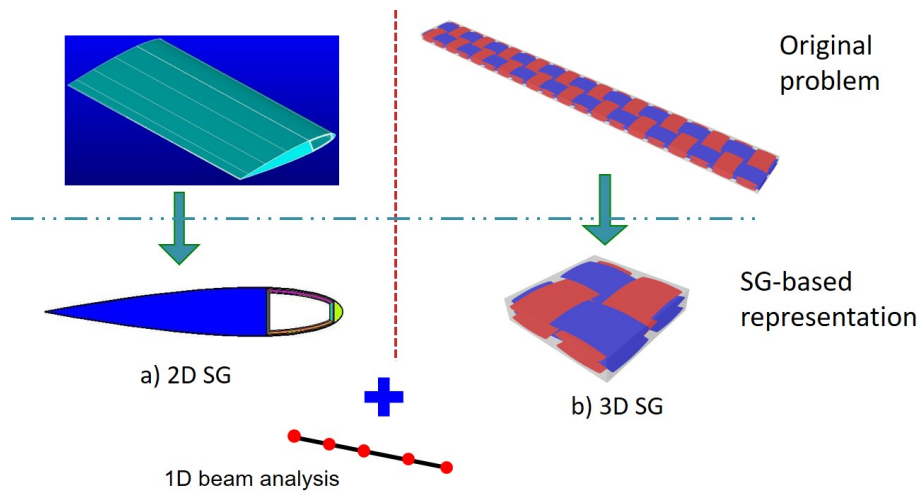 Original
problem
SG-based
representation
a) 2D SG
b) 3D SG
1D beam analysis